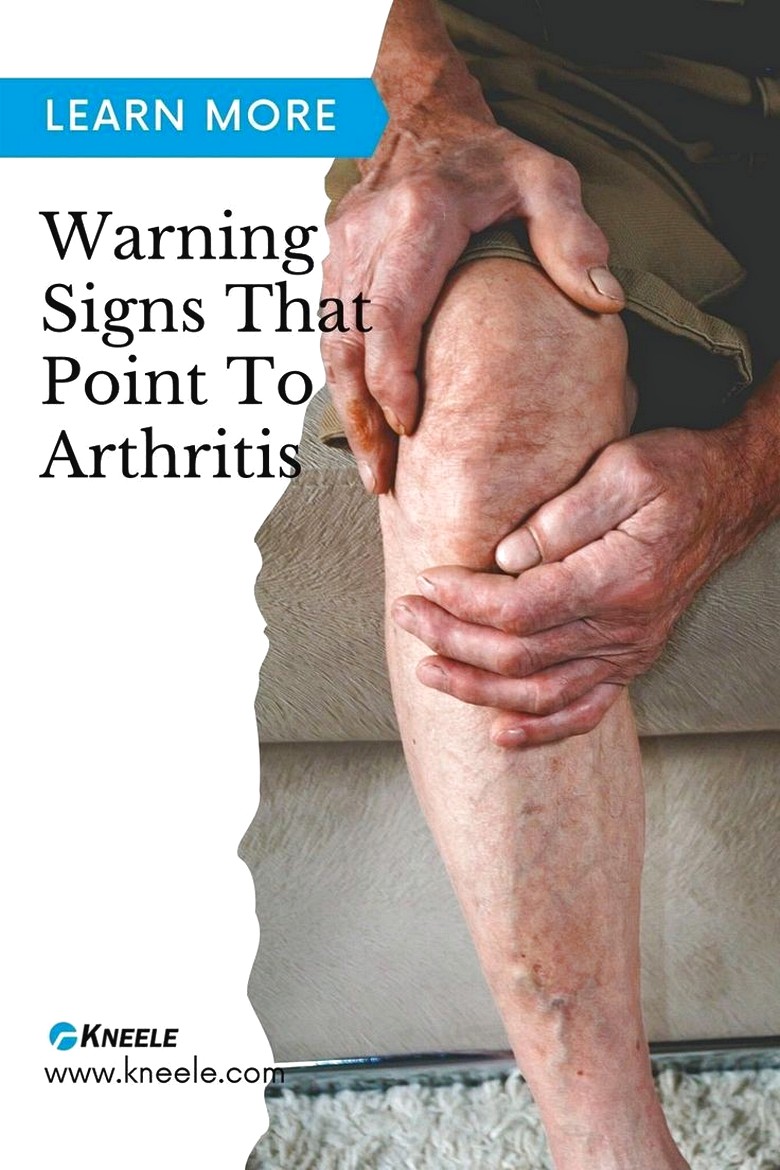 LEARN MORE
Warning
Signs That
Point To
Arthritis
KNEELE
www.kneele.com